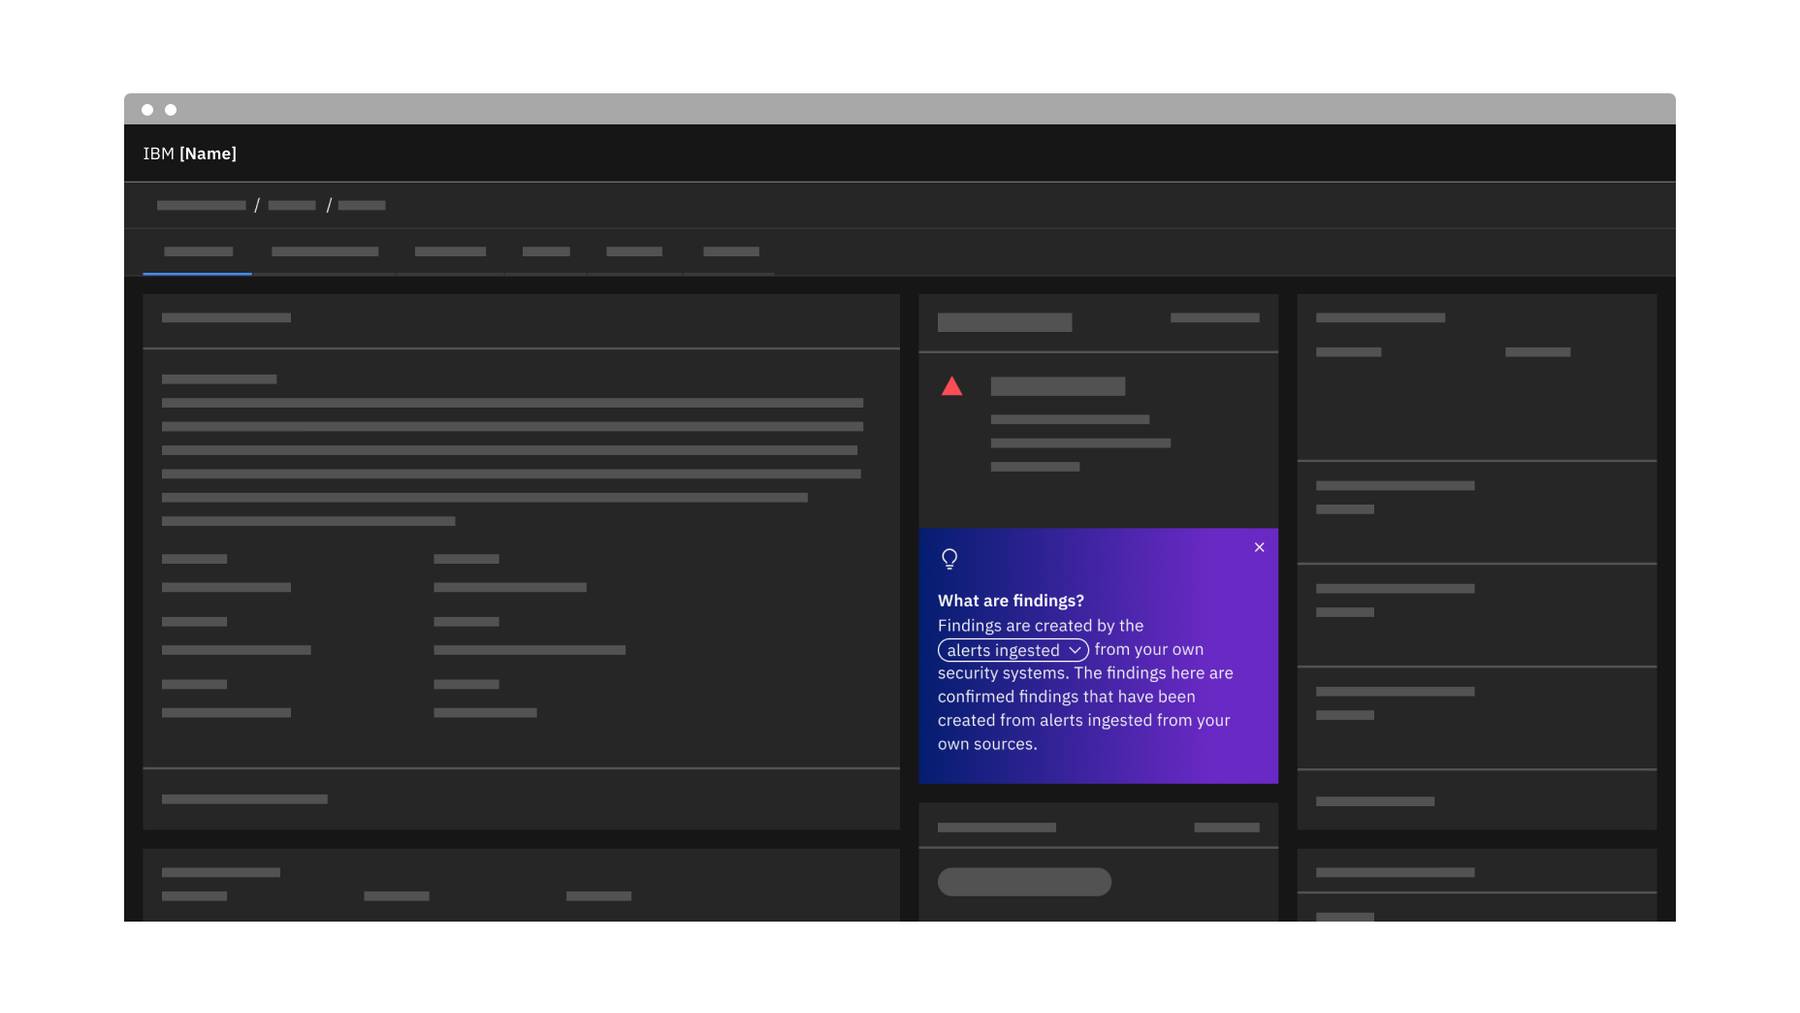 IBM [Name]
/ /
What are findings?
Findings are created by the
alerts ingested from your own
security systems. The findings here are
confirmed findings that have been
created from alerts ingested from your
own sources.